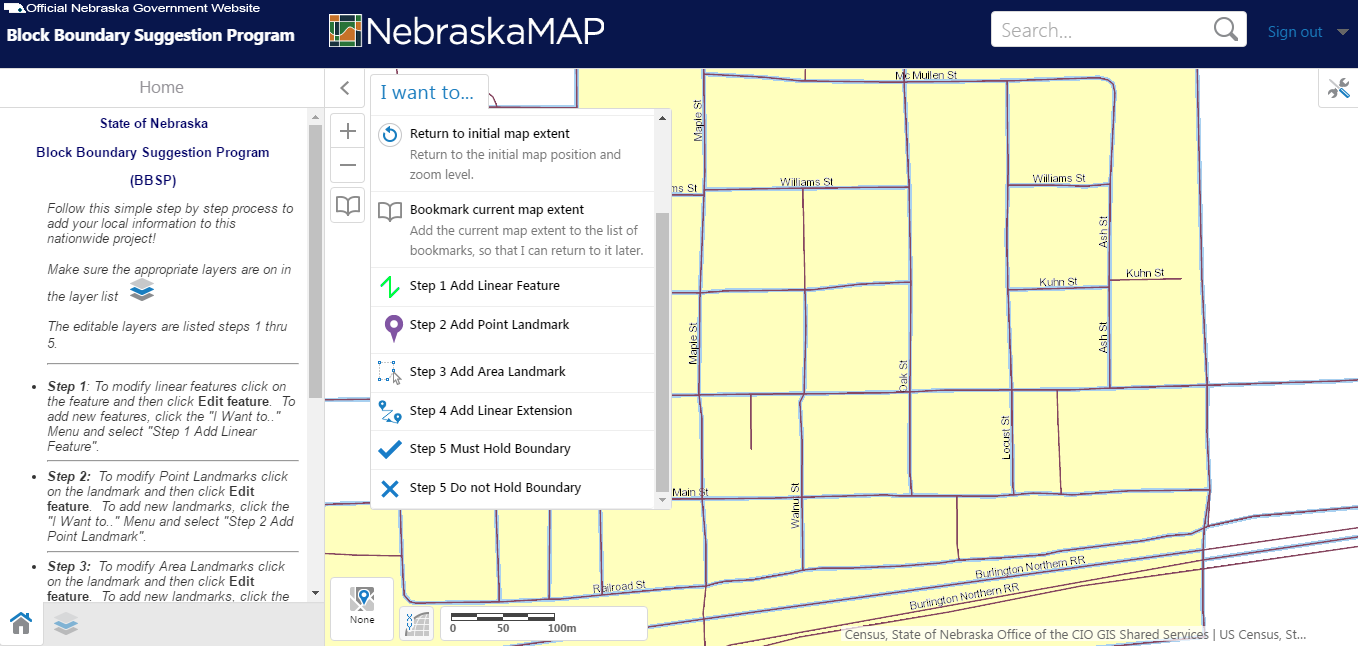 Official Nebraska Government Website
Block Boundary Suggestion Program
NebraskaMAP
Search...
Sign out
Home
State of Nebraska
Block Boundary Suggestion Program
(BBSP)
Follow this simple step by step process to
add your local information to this
nationwide project!
Make sure the appropriate layers are on in
the layer list
The editable layers are listed steps 1 thru
5.
Step 1: To modify linear features click on
the feature and then click Edit feature. To
add new features, click the "I Want to.."
Menu and select "Step 1 Add Linear
Feature".
Step 2: To modify Point Landmarks click
on the landmark and then click Edit
feature. To add new landmarks, click the
"I Want to.." Menu and select "Step 2 Add
Point Landmark".
Step 3: To modify Area Landmarks click
on the landmark and then click Edit
feature. To add new landmarks, click the
I want to...
Return to initial map extent
Return to the initial map position and
zoom level.
Bookmark current map extent
Add the current map extent to the list of
bookmarks, so that I can return to it later.
Step 1 Add Linear Feature
Step 2 Add Point Landmark
Step 3 Add Area Landmark
Step 4 Add Linear Extension
Step 5 Must Hold Boundary
Step 5 Do not Hold Boundary
Mc Mullen St
Maple St
ms St
Williams St
Williams St
Ash St
Kuhn St
Kuhn St
Maple St
Ash St
Oak St
Locust St
Main St
Walnut St
Burlington Northern RR
Railroad St
Burlington Northern RR
None
X
Y
0 50 100m
Census, State of Nebraska Office of the CIO GIS Shared Services | US Census, St...